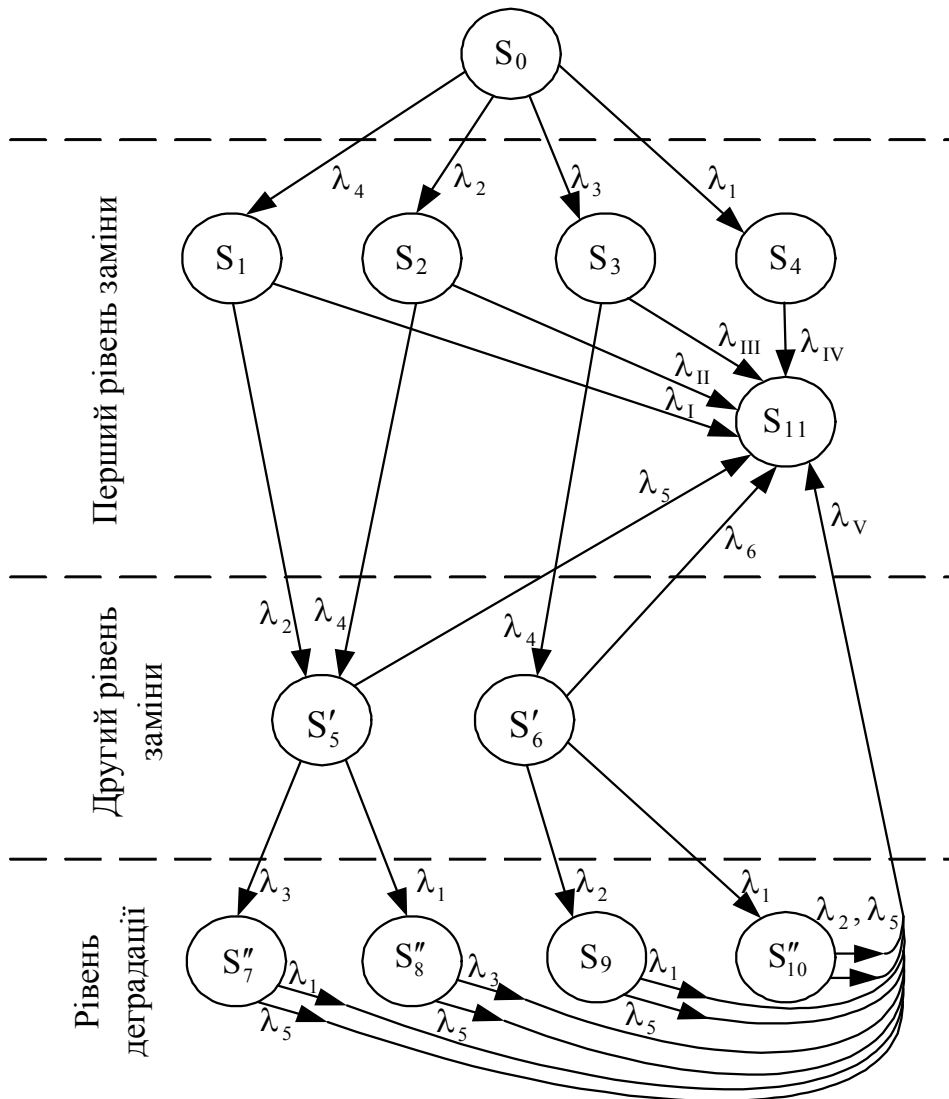 S₀
λ₄
λ₂
λ₃
λ₁
Перший рівень заміни
S₁
S₂
S₃
S₄
λ_III
λ_IV
λ_II
λ_I
S₁₁
λ₅
λ₆
λ_V
Другий рівень
заміни
λ₂
λ₄
λ₄
S′₅
S′₆
Рівень
деградації
λ₃
λ₁
λ₂
λ₁
λ₂, λ₅
S″₇
S″₈
S₉
S″₁₀
λ₁
λ₃
λ₁
λ₅
λ₅
λ₅